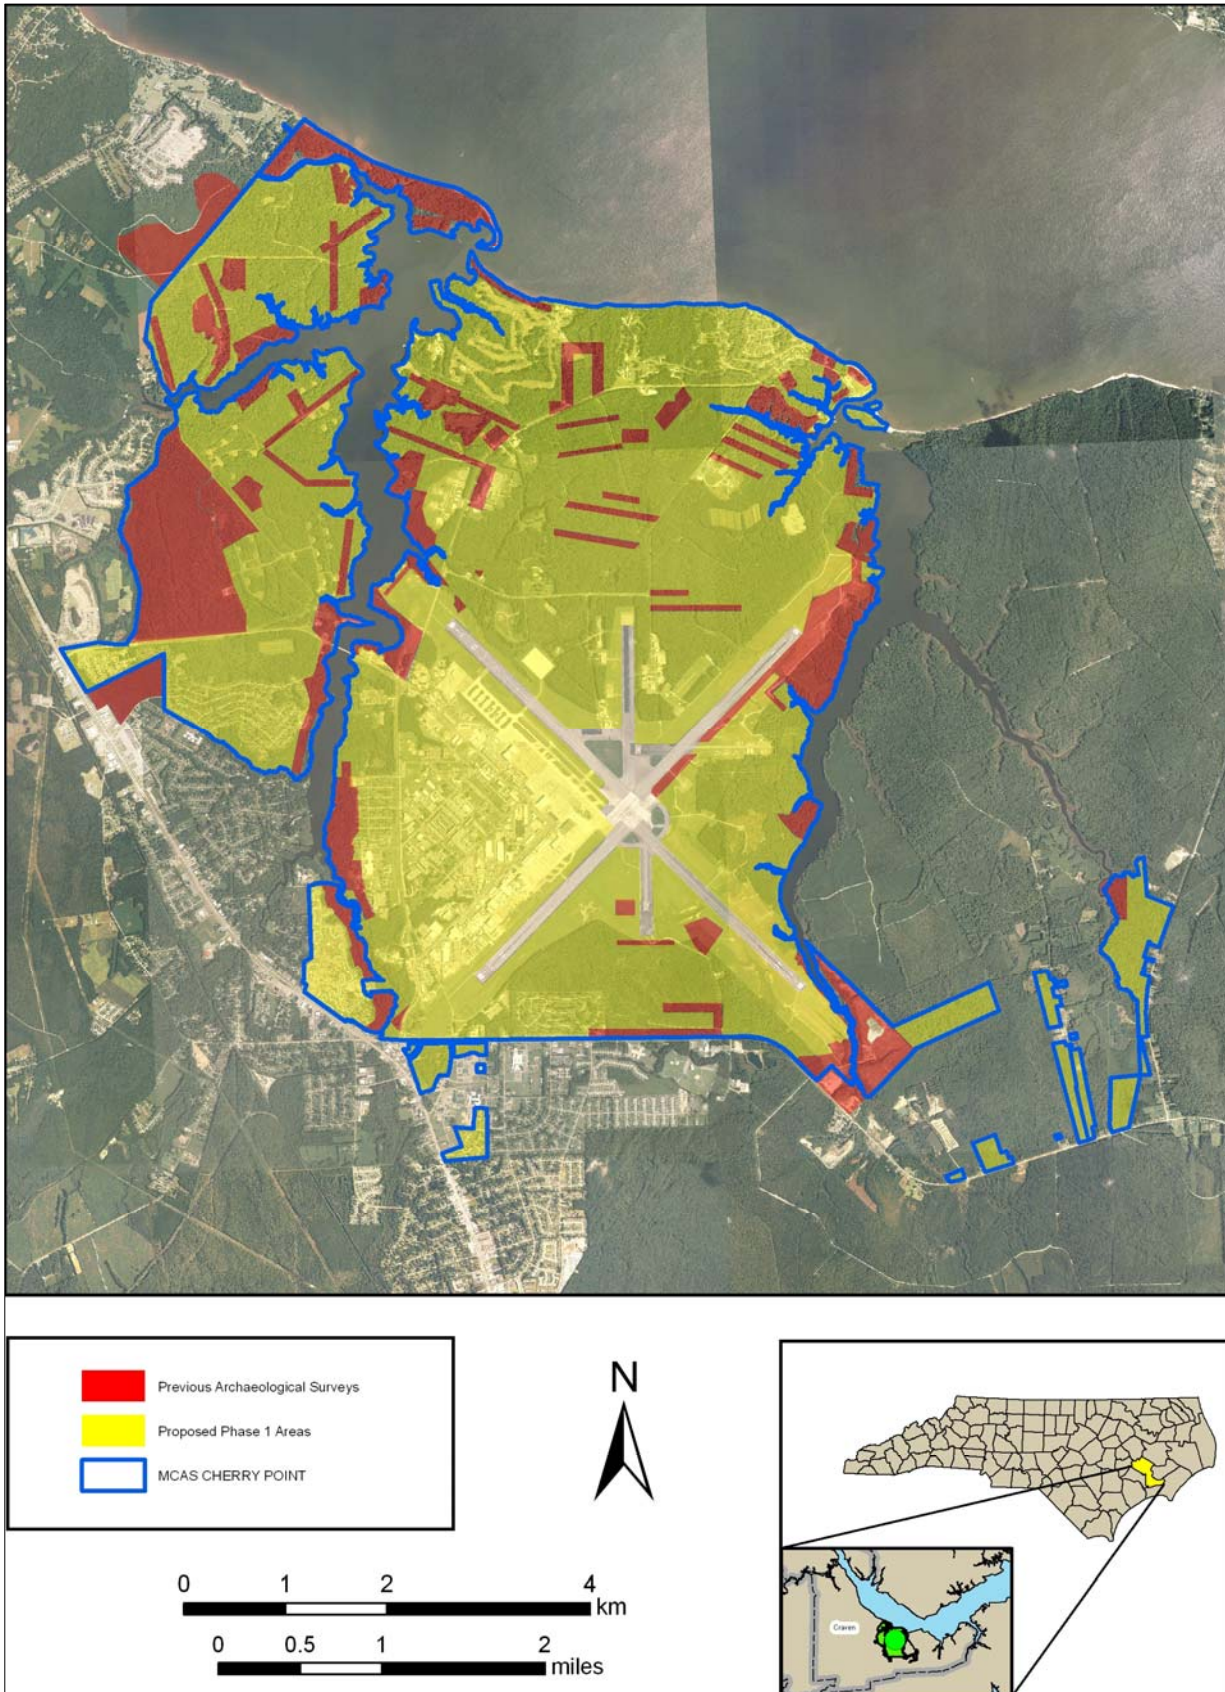 Previous Archaeological Surveys
Proposed Phase 1 Areas
MCAS CHERRY POINT
N
0 1 2 4
km
0 0.5 1 2
miles
Craven